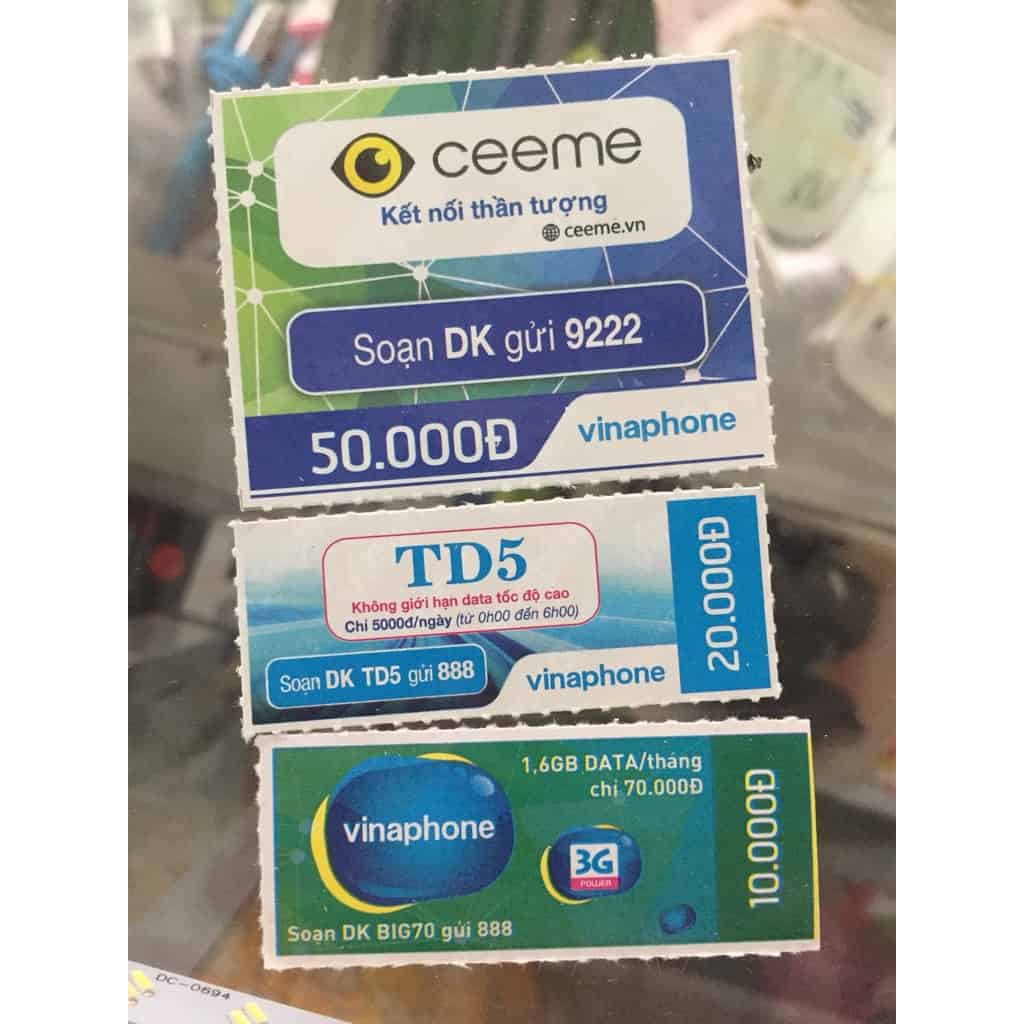 ceeme
Kết nối thần tượng
ceeme.vn
Soạn DK gửi 9222
50.000Đ
vinaphone
TD5
Không giới hạn data tốc độ cao
Chỉ 5000đ/ngày (từ 0h00 đến 6h00)
Soạn DK TD5 gửi 888
vinaphone
20.000Đ
1,6GB DATA/tháng
chỉ 70.000Đ
vinaphone
3G
POWER
Soạn DK BIG70 gửi 888
10.000Đ
DC-0694